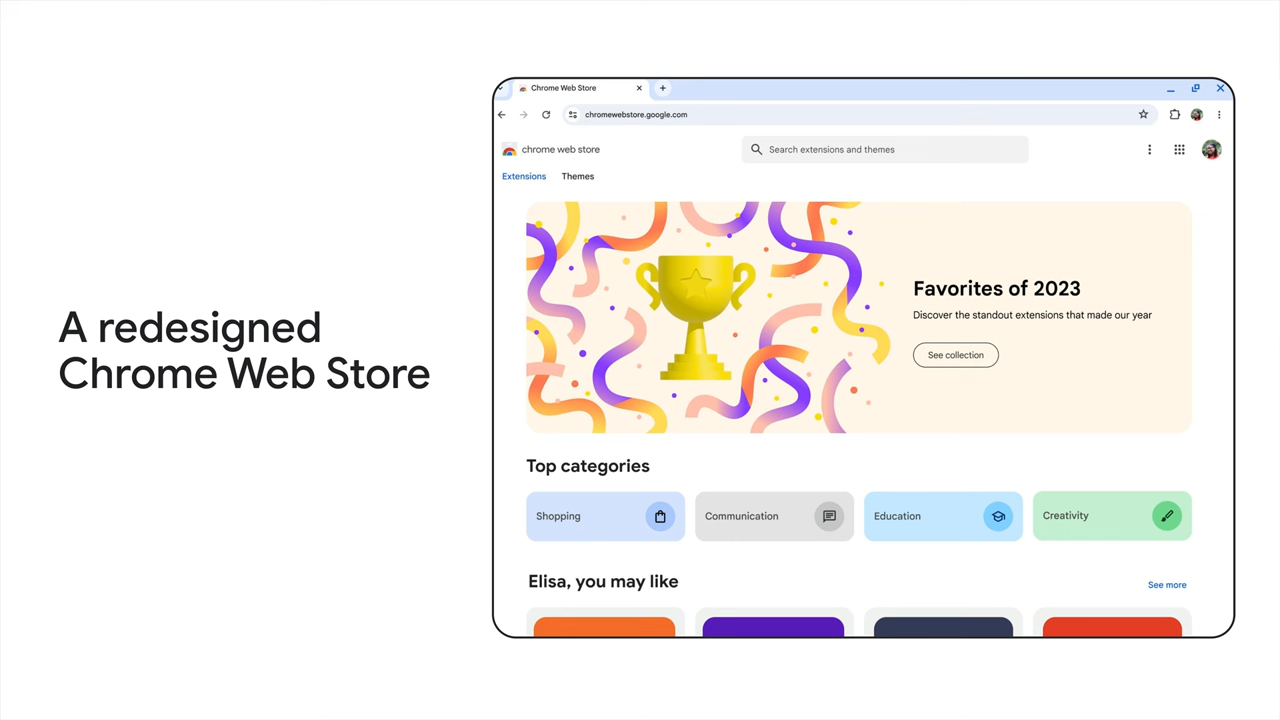 A redesigned
Chrome Web Store
Chrome Web Store
chromewebstore.google.com
chrome web store
Search extensions and themes
Extensions
Themes
Favorites of 2023
Discover the standout extensions that made our year
See collection
Top categories
Shopping
Communication
Education
Creativity
Elisa, you may like
See more